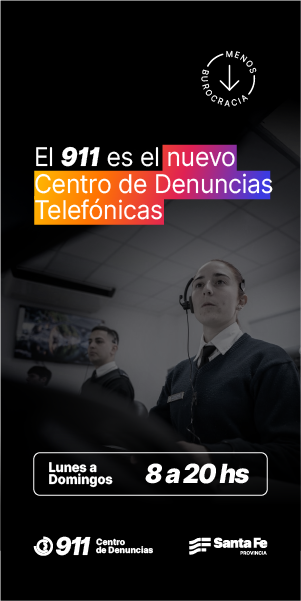 MENOS
BUROCRACIA
El 911 es el nuevo
Centro de Denuncias
Telefónicas
Lunes a
Domingos
8 a 20 hs
911 Centro
de Denuncias
Santa Fe
PROVINCIA